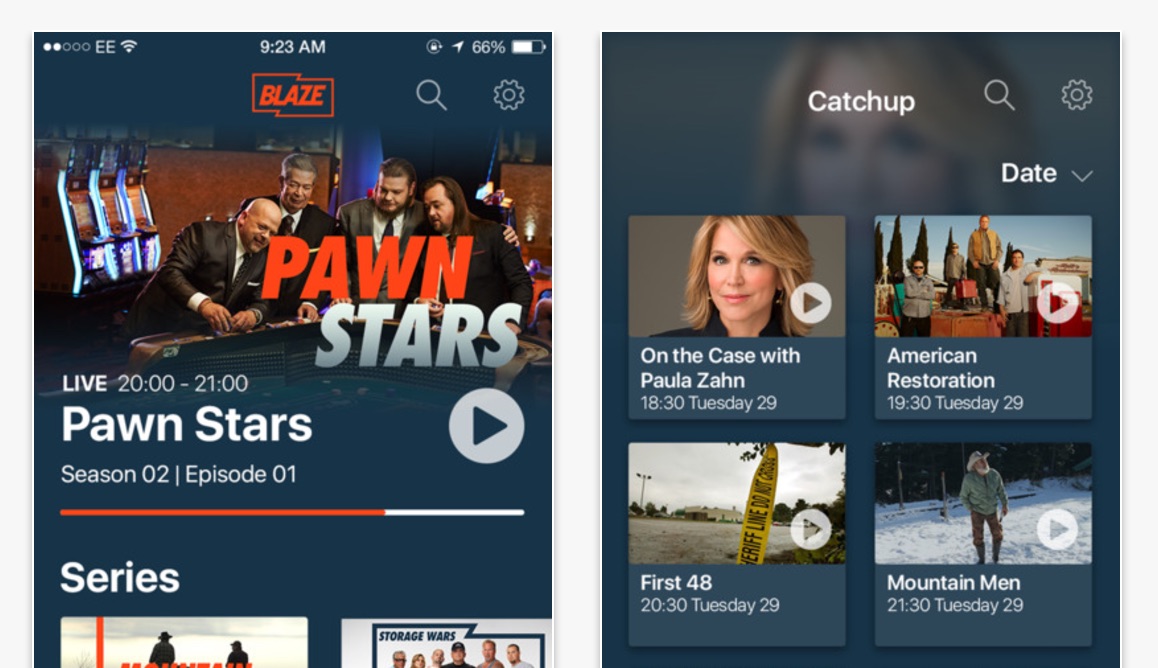 EE 9:23 AM 66%
BLAZE
PAWN
STARS
LIVE 20:00 - 21:00
Pawn Stars
Season 02 | Episode 01
Series
MOUNTAIN
STORAGE WARS
Catchup
Date
On the Case with
Paula Zahn
18:30 Tuesday 29
American
Restoration
19:30 Tuesday 29
ERIFF LINE DO NOT CROSS
First 48
20:30 Tuesday 29
Mountain Men
21:30 Tuesday 29